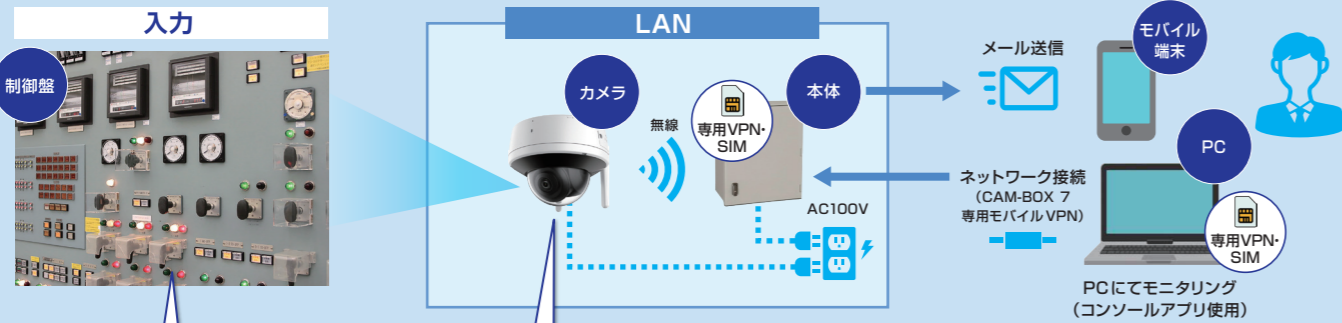 入力
制御盤
LAN
カメラ
無線
専用VPN・
SIM
本体
AC100V
メール送信
モバイル
端末
ネットワーク接続
（CAM-BOX 7
専用モバイルVPN）
PC
専用VPN・
SIM
PCにてモニタリング
（コンソールアプリ使用）